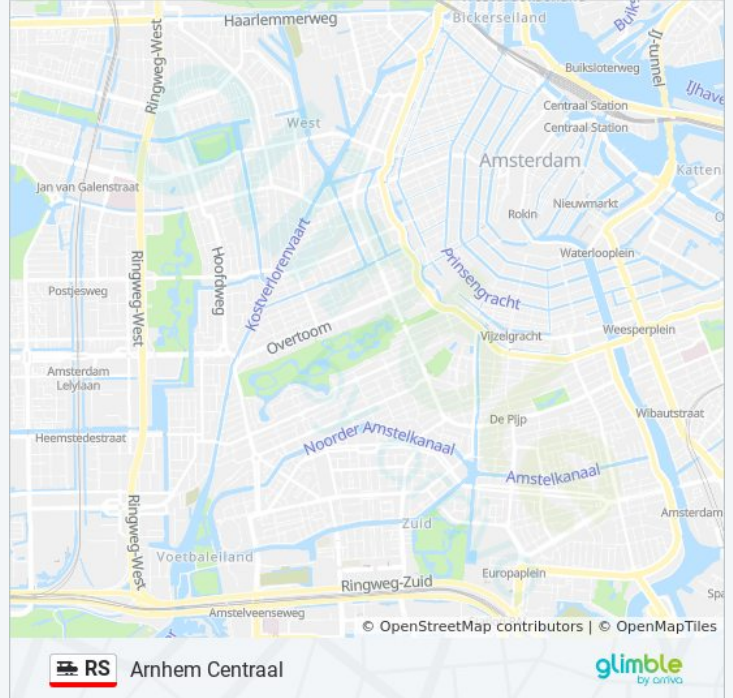 Haarlemmerweg
Bickerseiland
Buiks
IJ-tunnel
Ringweg-West
Buiksloterweg
IJhave
Centraal Station
West
Centraal Station
Amsterdam
Katten
Jan van Galenstraat
Nieuwmarkt
Rokin
O
Kostverlorenvaart
Waterlooplein
Hoofdweg
Prinsengracht
Ringweg-West
Postjesweg
Overtoom
Vijzelgracht
Weesperplein
Amsterdam
Lelylaan
De Pijp
Wibautstraat
Heemstedestraat
Noorder Amstelkanaal
Amstelkanaal
Ringweg-West
Zuid
Amsterdam
Voetbaleiland
Europaplein
Ringweg-Zuid
Spa
Amstelveenseweg
er
© OpenStreetMap contributors | © OpenMapTiles
RS Arnhem Centraal
glimble
by arriva